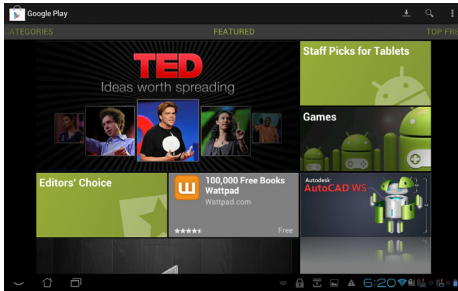 Google Play
CATEGORIES
FEATURED
TOP FRE
TED
Ideas worth spreading
Staff Picks for Tablets
Games
Editors' Choice
100,000 Free Books
Wattpad
Wattpad.com
Free
Autodesk
AutoCAD WS
6:20